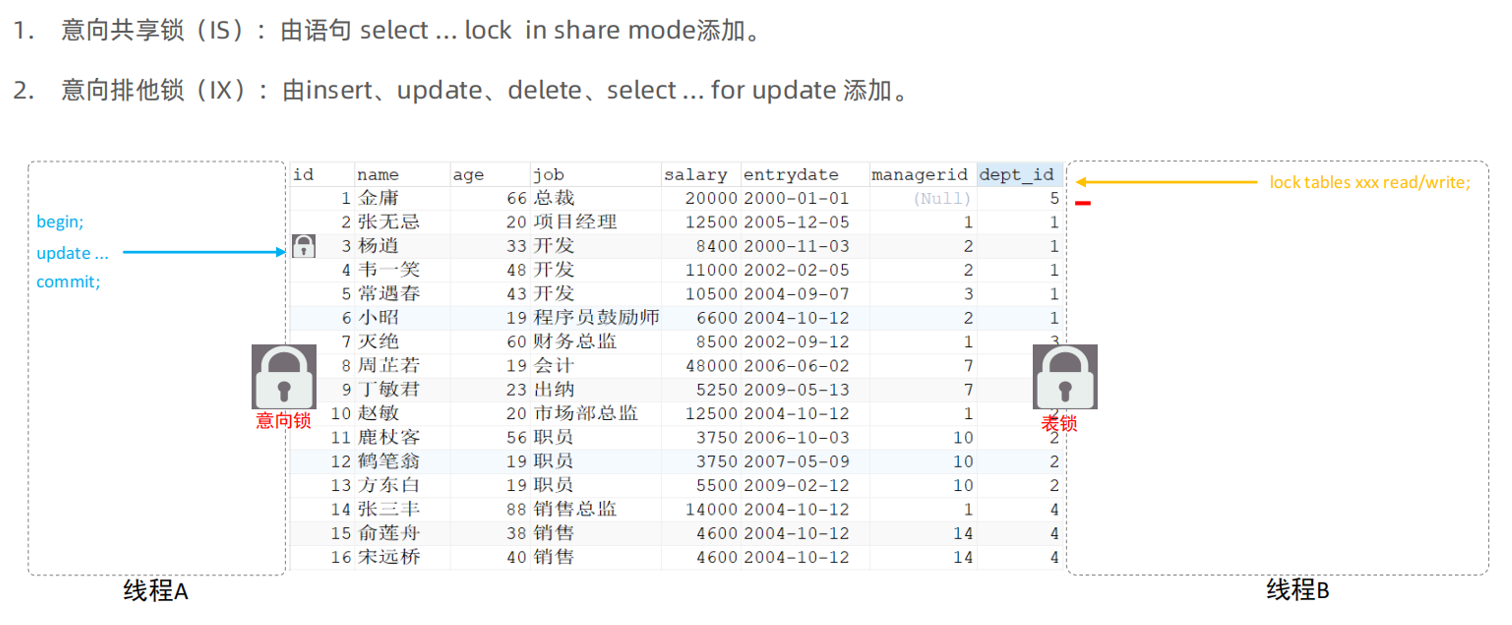 1. 意向共享锁（IS）：由语句 select … lock in share mode添加。
2. 意向排他锁（IX）：由insert、update、delete、select … for update 添加。
id name age job salary entrydate managerid dept_id
lock tables xxx read/write;
1 金庸 66 总裁 20000 2000-01-01 (Null) 5
begin;
2 张无忌 20 项目经理 12500 2005-12-05 1 1
update …
3 杨逍 33 开发 8400 2000-11-03 2 1
4 韦一笑 48 开发 11000 2002-02-05 2 1
commit;
5 常遇春 43 开发 10500 2004-09-07 3 1
6 小昭 19 程序员鼓励师 6600 2004-10-12 2 1
7 灭绝 60 财务总监 8500 2002-09-12 1 3
8 周芷若 19 会计 48000 2006-06-02 7
9 丁敏君 23 出纳 5250 2009-05-13 7
10 赵敏 20 市场部总监 12500 2004-10-12 1 2
意向锁
表锁
11 鹿杖客 56 职员 3750 2006-10-03 10 2
12 鹤笔翁 19 职员 3750 2007-05-09 10 2
13 方东白 19 职员 5500 2009-02-12 10 2
14 张三丰 88 销售总监 14000 2004-10-12 1 4
15 俞莲舟 38 销售 4600 2004-10-12 14 4
16 宋远桥 40 销售 4600 2004-10-12 14 4
线程A
线程B